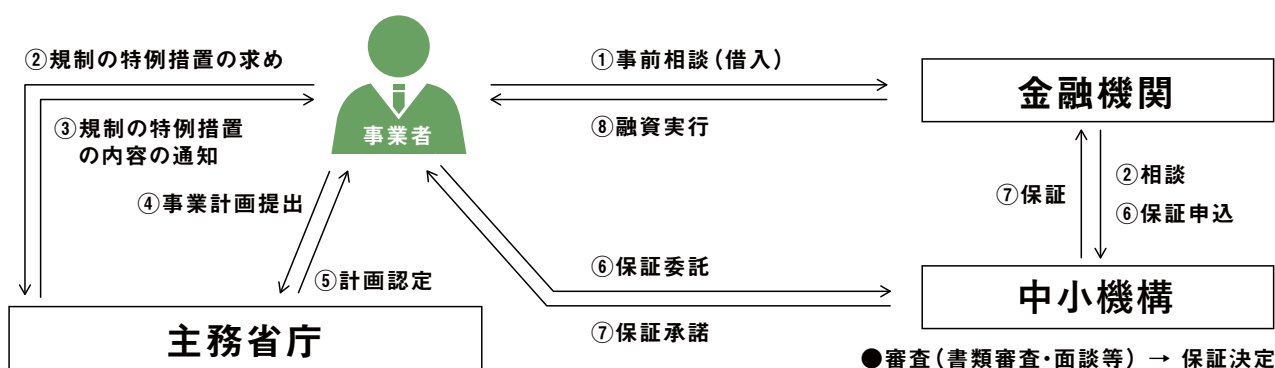 ②規制の特例措置の求め
③規制の特例措置
の内容の通知
事業者
①事前相談（借入）
⑧融資実行
金融機関
④事業計画提出
⑤計画認定
⑦保証
②相談
⑥保証申込
⑥保証委託
⑦保証承諾
主務省庁
中小機構
●審査（書類審査・面談等） → 保証決定